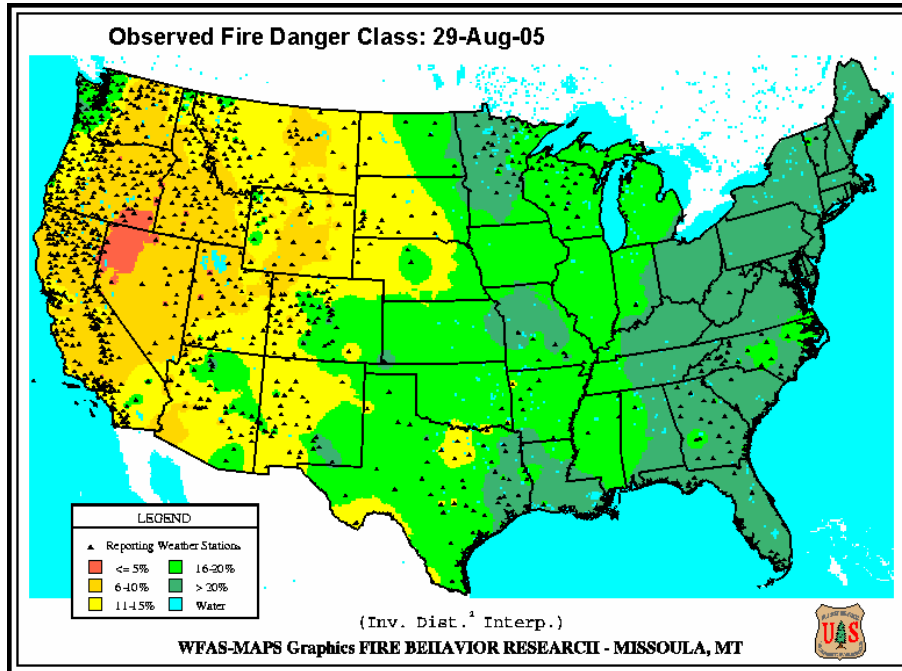 Observed Fire Danger Class: 29-Aug-05
LEGEND
Reporting Weather Stations
<= 5%
16-20%
6-10%
> 20%
11-15%
Water
(Inv. Dist.² Interp.)
WFAS-MAPS Graphics FIRE BEHAVIOR RESEARCH - MISSOULA, MT
U S